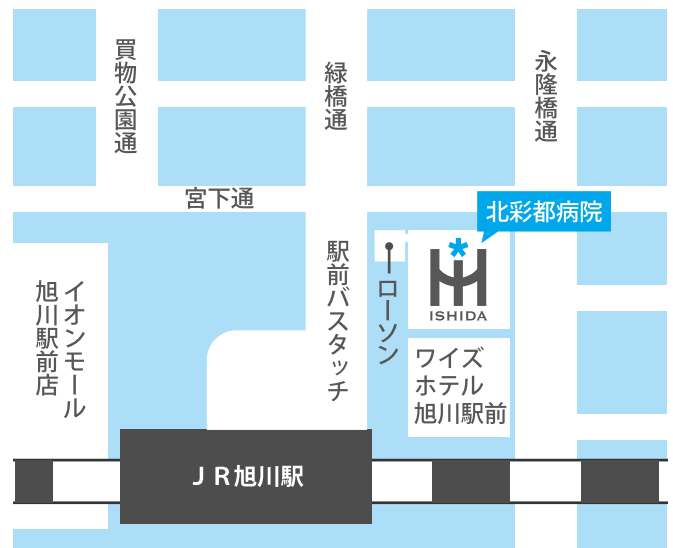 買物公園通
緑橋通
永隆橋通
宮下通
北彩都病院
ISHIDA
駅前バスタッチ
ローソン
イオンモール
旭川駅前店
ワイズ
ホテル
旭川駅前
ＪＲ旭川駅